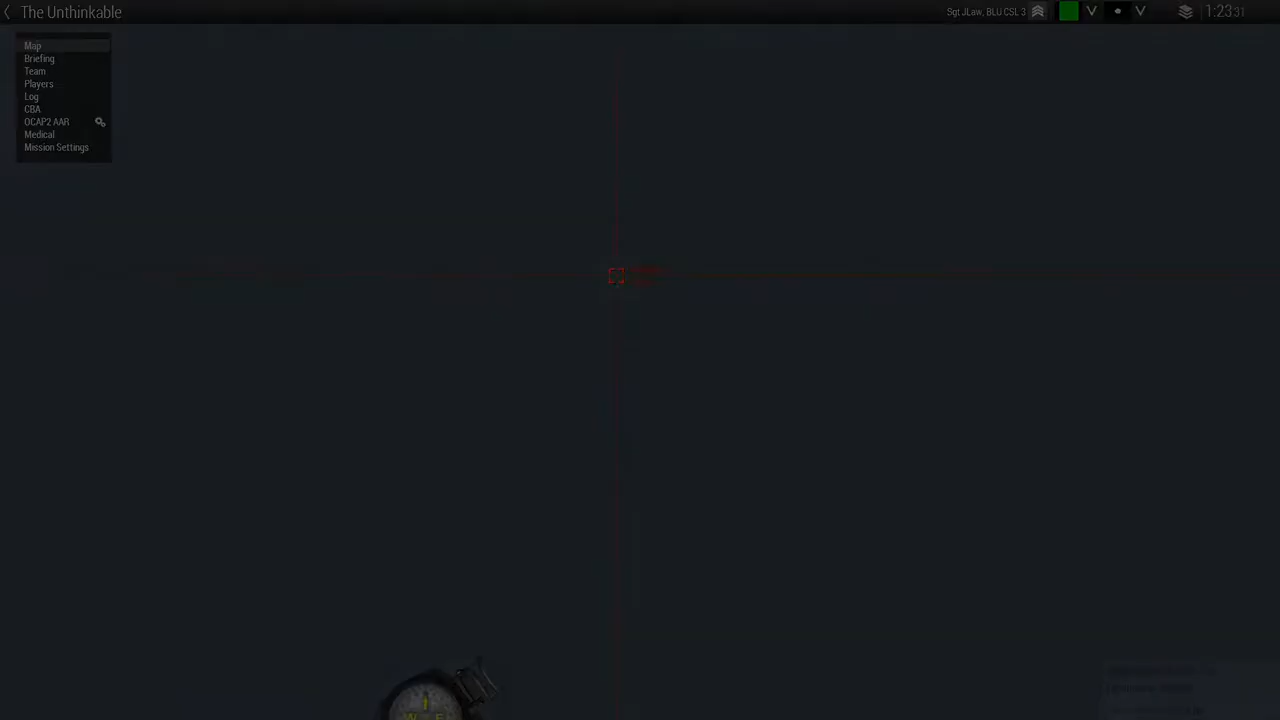 The Unthinkable
Sgt JLaw, BLU CSL 3
1:23:31
Map
Briefing
Team
Players
Log
CBA
OCAP2 AAR
Medical
Mission Settings
W E